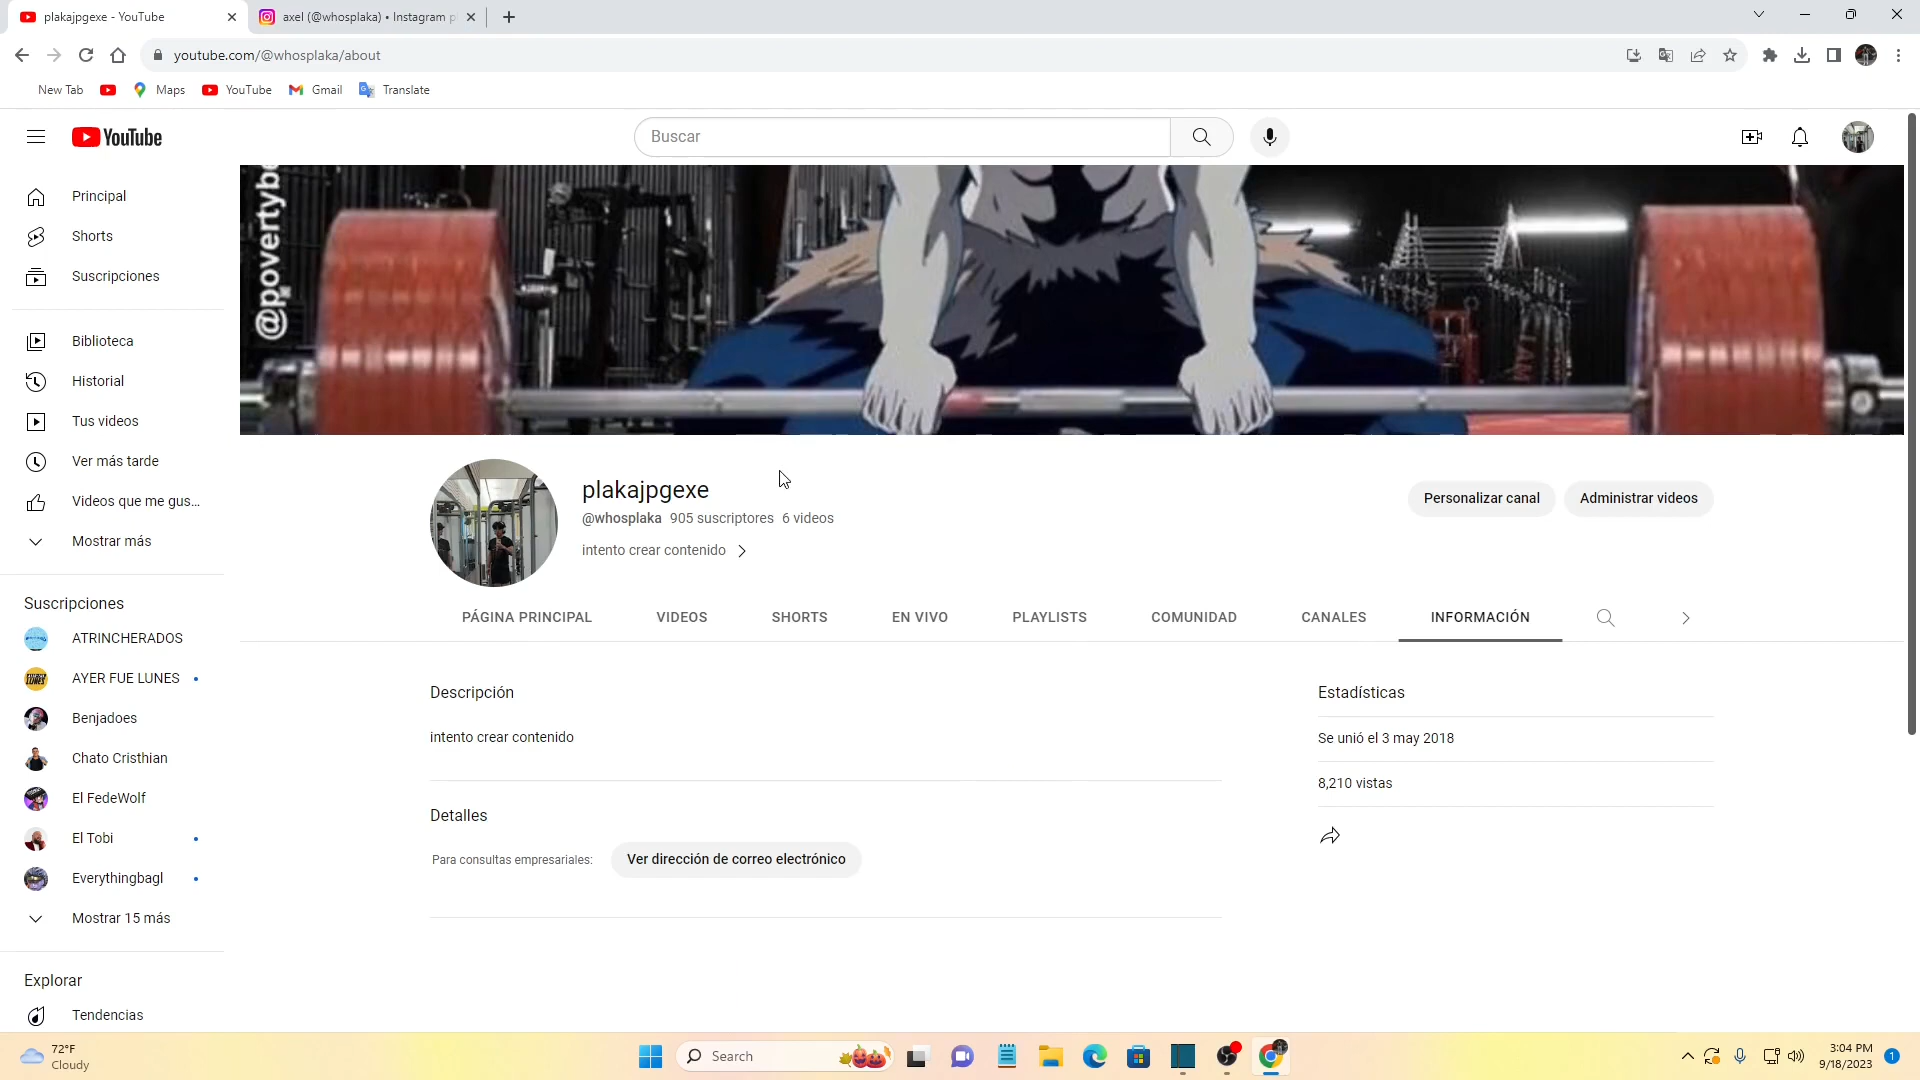 plakajpgexe - YouTube
axel (@whosplaka) • Instagram p
youtube.com/@whosplaka/about
New Tab
Maps
YouTube
Gmail
Translate
YouTube
Buscar
Principal
Shorts
Suscripciones
Biblioteca
Historial
Tus videos
Ver más tarde
Videos que me gus...
Mostrar más
Suscripciones
ATRINCHERADOS
AYER FUE LUNES
Benjadoes
Chato Cristhian
El FedeWolf
El Tobi
Everythingbagl
Mostrar 15 más
Explorar
Tendencias
@povertybo
plakajpgexe
@whosplaka 905 suscriptores 6 videos
intento crear contenido
Personalizar canal
Administrar videos
PÁGINA PRINCIPAL
VIDEOS
SHORTS
EN VIVO
PLAYLISTS
COMUNIDAD
CANALES
INFORMACIÓN
Descripción
intento crear contenido
Detalles
Para consultas empresariales:
Ver dirección de correo electrónico
Estadísticas
Se unió el 3 may 2018
8,210 vistas
72°F
Cloudy
Search
3:04 PM
9/18/2023
1